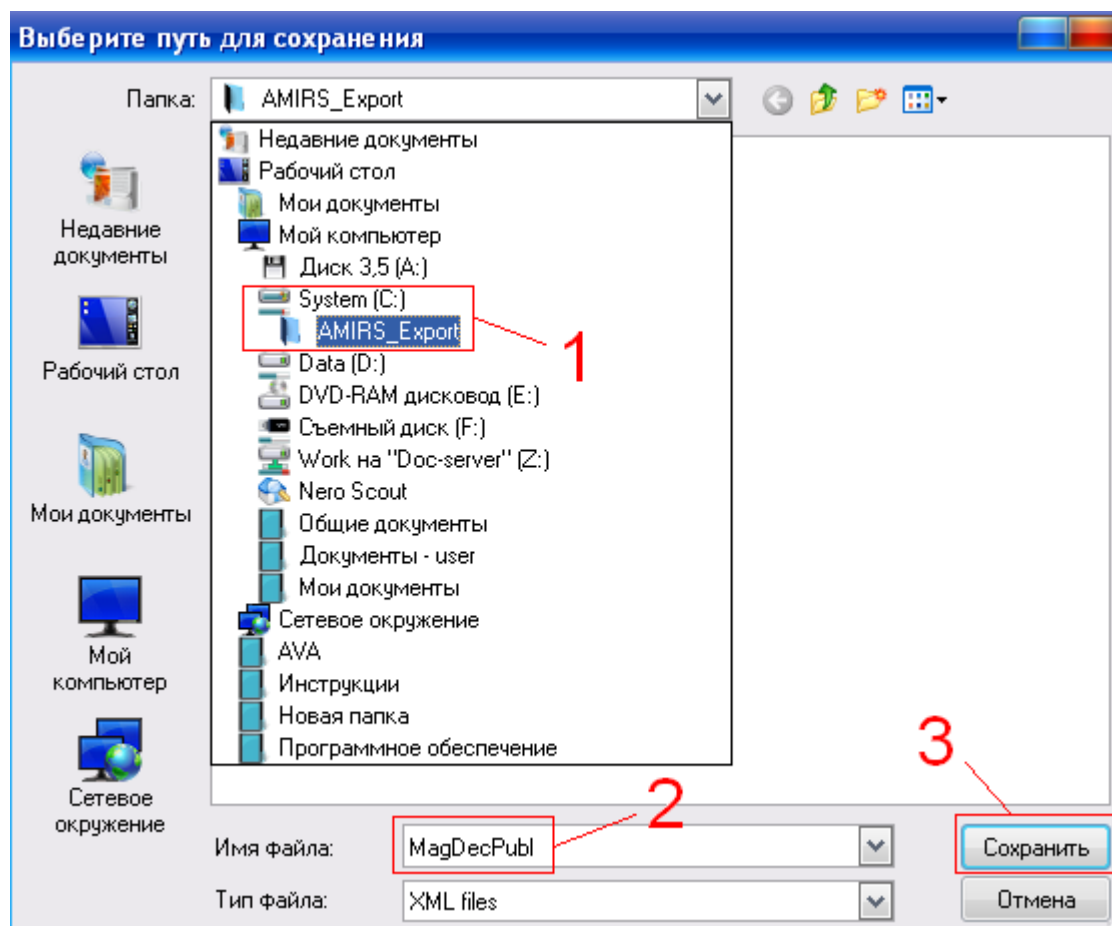 Выберите путь для сохранения
Папка:
AMIRS_Export
Недавние документы
Рабочий стол
Мои документы
Мой компьютер
Диск 3,5 (A:)
System (C:)
AMIRS_Export
1
Data (D:)
DVD-RAM дисковод (E:)
Съемный диск (F:)
Work на "Doc-server" (Z:)
Nero Scout
Общие документы
Документы - user
Мои документы
Сетевое окружение
AVA
Инструкции
Новая папка
Программное обеспечение
Недавние
документы
Рабочий стол
Мои документы
Мой
компьютер
Сетевое
окружение
2
3
Имя файла:
MagDecPubl
Сохранить
Тип файла:
XML files
Отмена